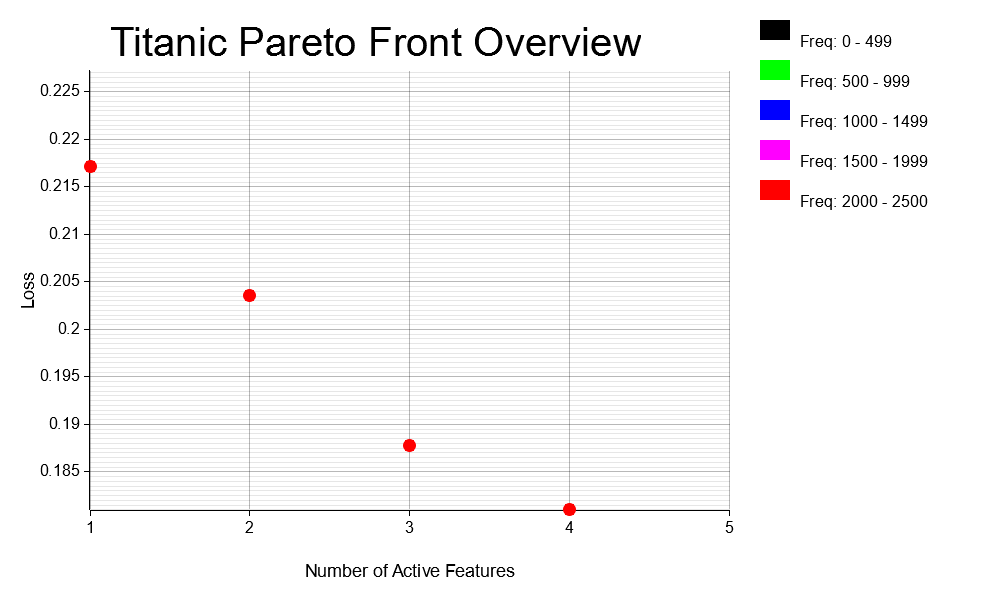 Titanic Pareto Front Overview
Freq: 0 - 499
Freq: 500 - 999
Freq: 1000 - 1499
Freq: 1500 - 1999
Freq: 2000 - 2500
Loss
0.225
0.22
0.215
0.21
0.205
0.2
0.195
0.19
0.185
1 2 3 4 5
Number of Active Features